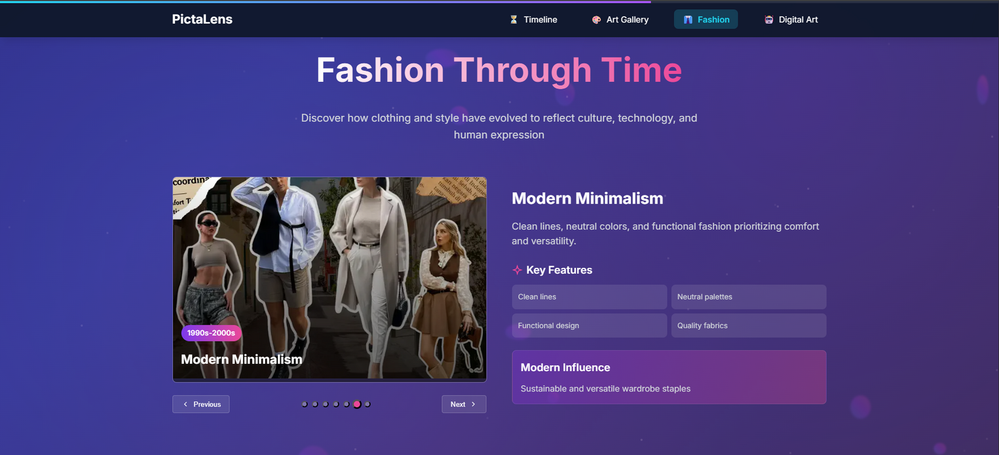 PictaLens
Timeline
Art Gallery
Fashion
Digital Art
Fashion Through Time
Discover how clothing and style have evolved to reflect culture, technology, and
human expression
coordina
1990s-2000s
Modern Minimalism
Previous
Next
Modern Minimalism
Clean lines, neutral colors, and functional fashion prioritizing comfort
and versatility.
Key Features
Clean lines
Neutral palettes
Functional design
Quality fabrics
Modern Influence
Sustainable and versatile wardrobe staples